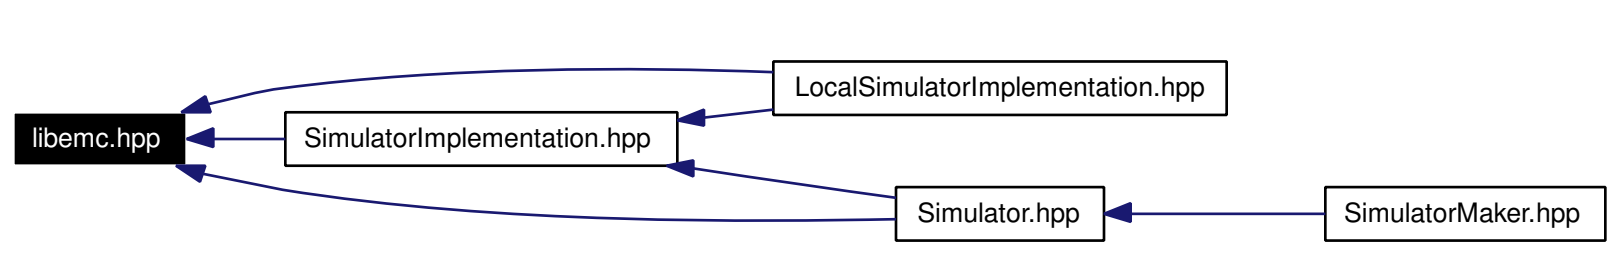 LocalSimulatorImplementation.hpp
libemc.hpp
SimulatorImplementation.hpp
Simulator.hpp
SimulatorMaker.hpp